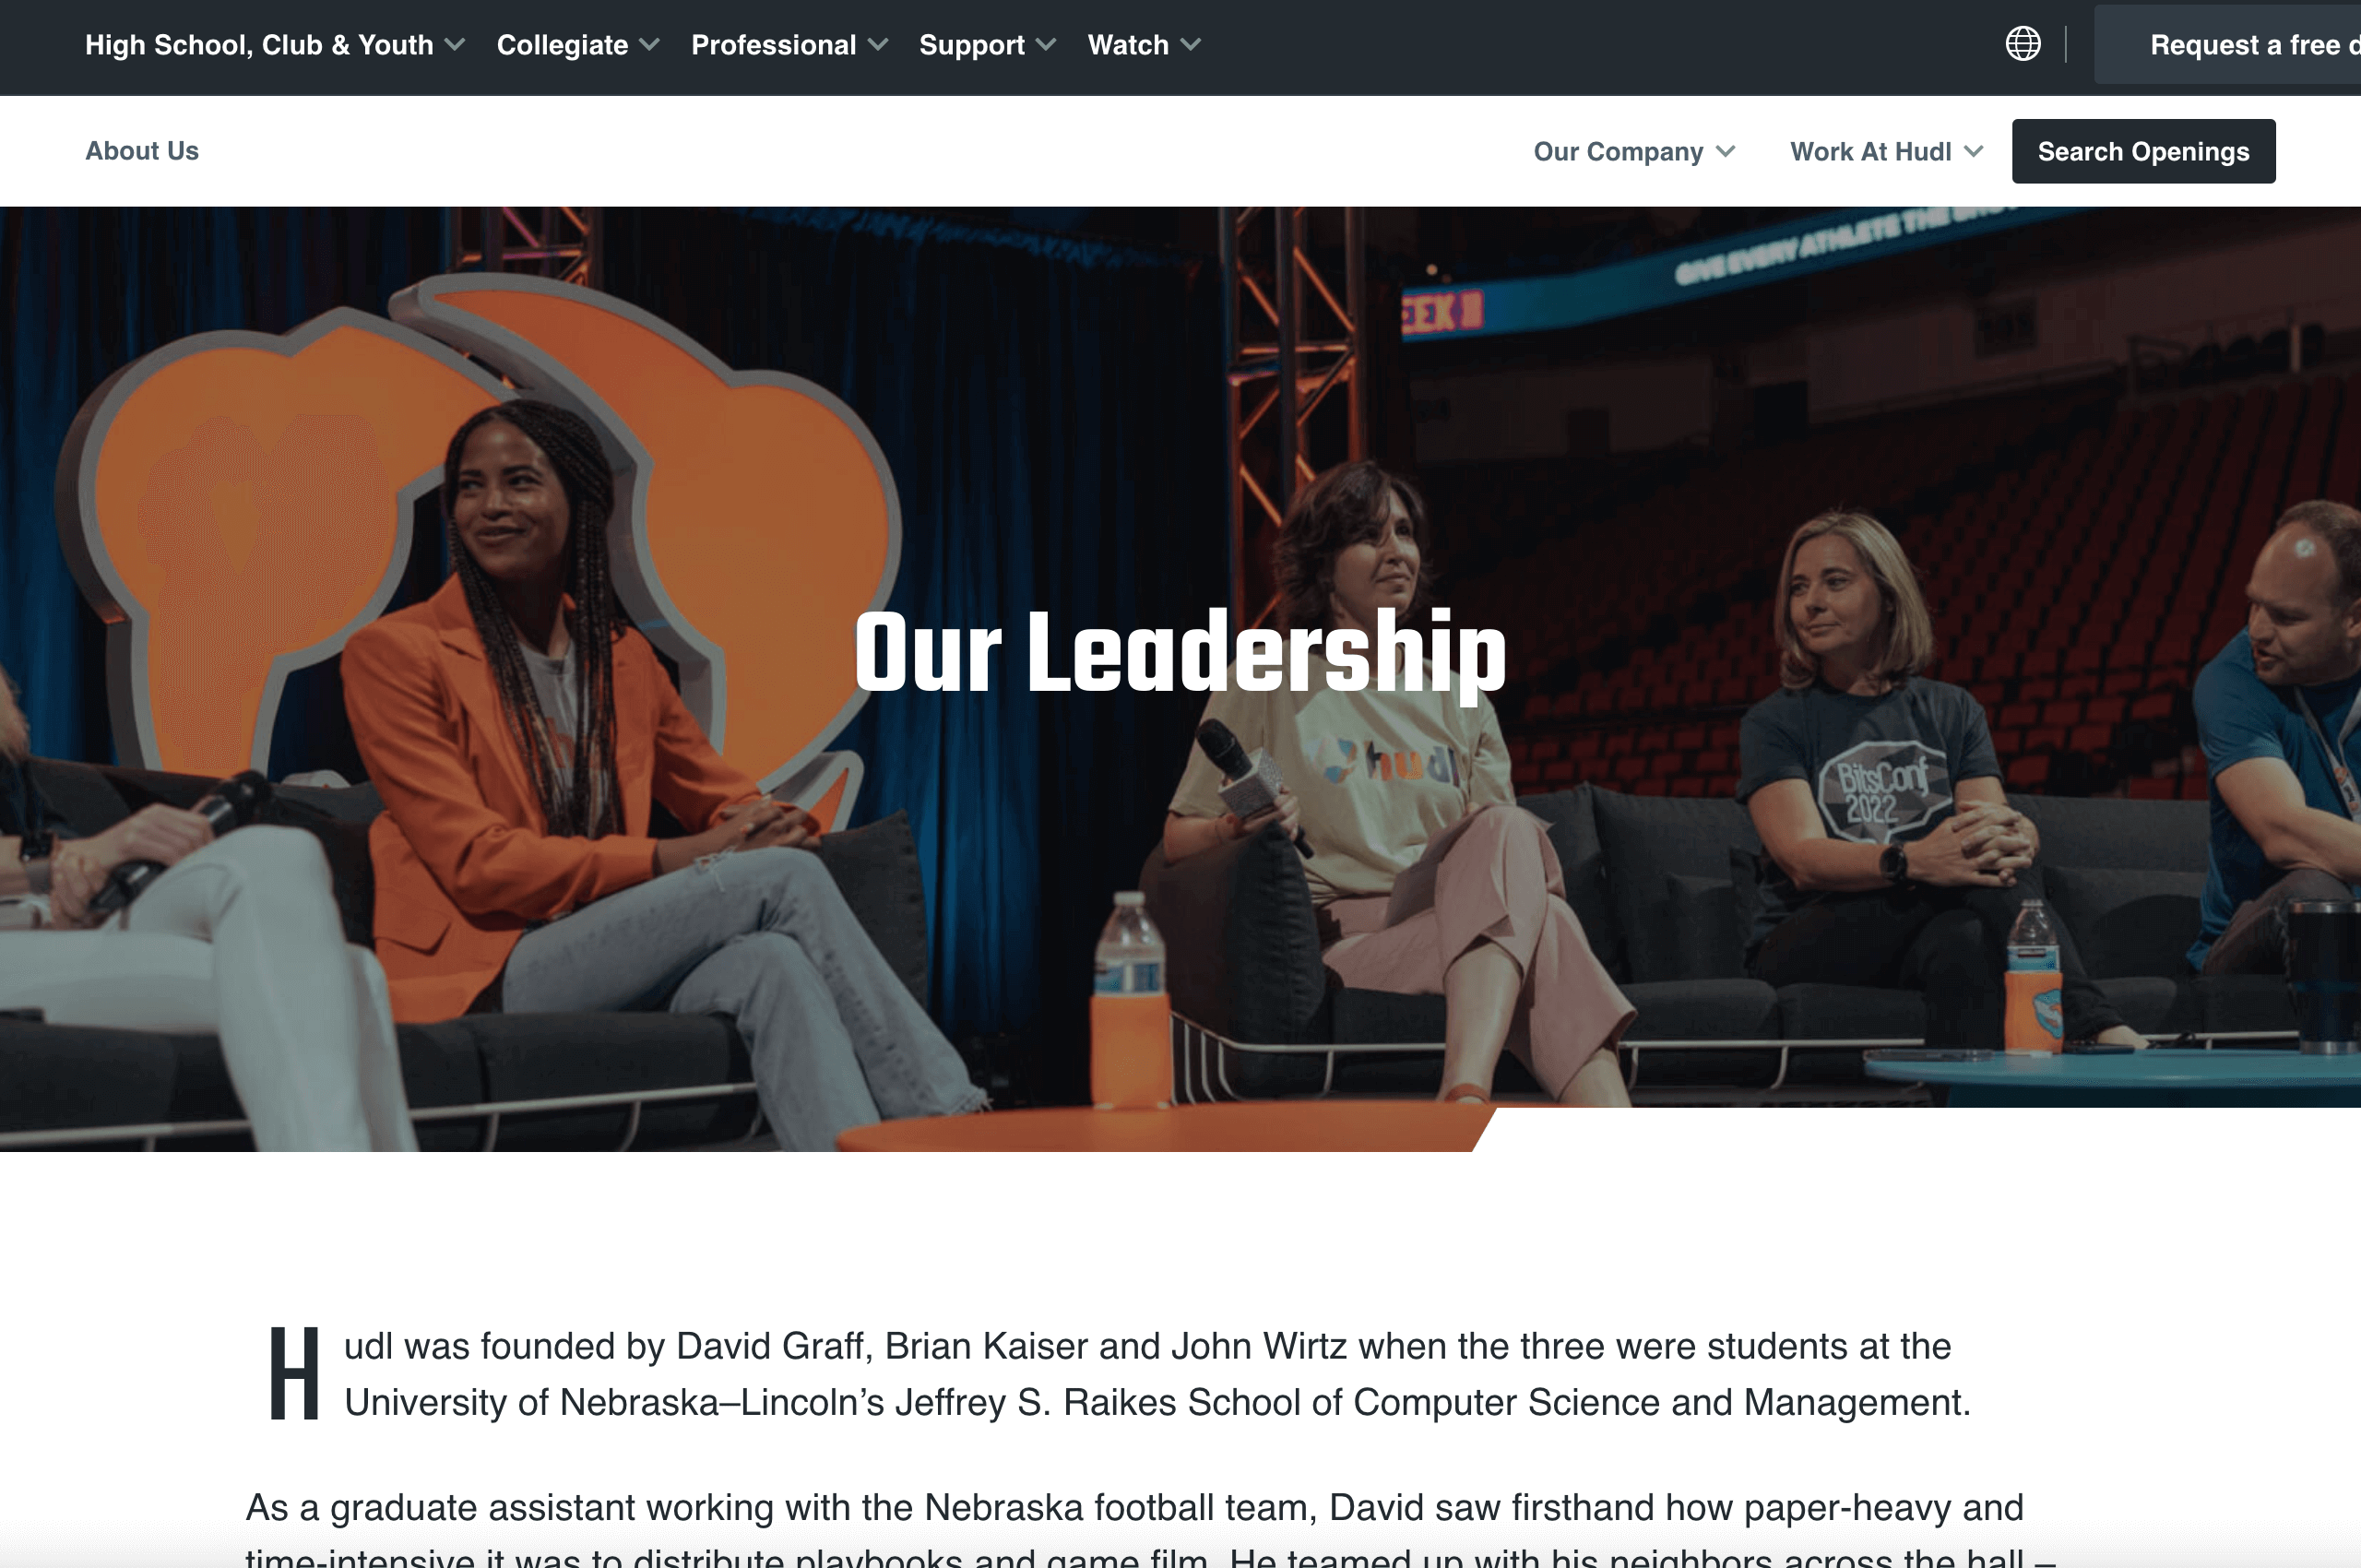 High School, Club & Youth Collegiate Professional Support Watch Request a free d
About Us Our Company Work At Hudl Search Openings
GIVE EVERY ATHLETE THE
EEK
Our Leadership
hudl
BitsConf
2022
Hudl was founded by David Graff, Brian Kaiser and John Wirtz when the three were students at the
University of Nebraska–Lincoln’s Jeffrey S. Raikes School of Computer Science and Management.
As a graduate assistant working with the Nebraska football team, David saw firsthand how paper-heavy and
time-intensive it was to distribute playbooks and game film. He teamed up with his neighbors across the hall –